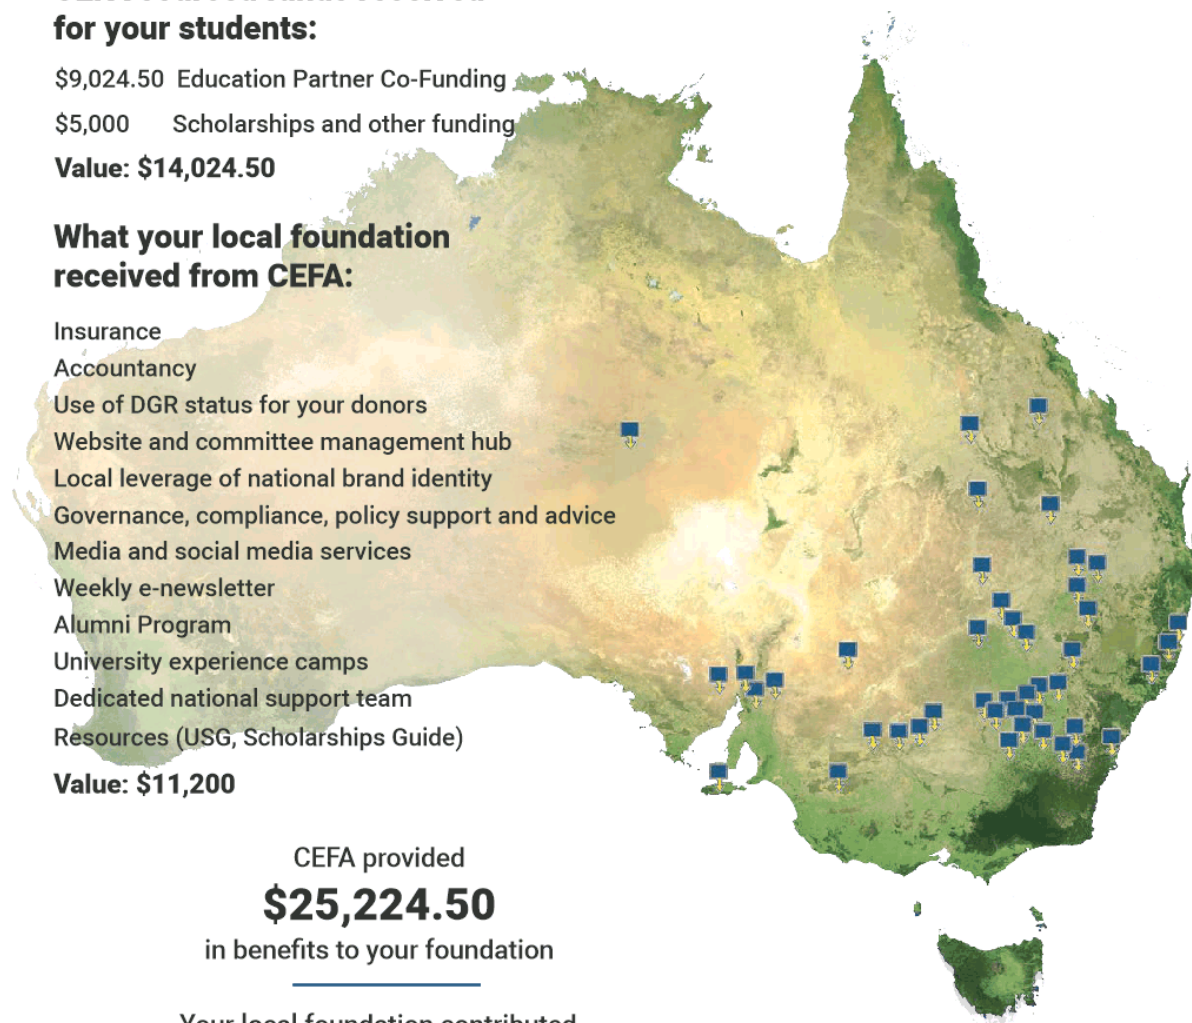 for your students:
$9,024.50 Education Partner Co-Funding
$5,000 Scholarships and other funding
Value: $14,024.50
What your local foundation
received from CEFA:
Insurance
Accountancy
Use of DGR status for your donors
Website and committee management hub
Local leverage of national brand identity
Governance, compliance, policy support and advice
Media and social media services
Weekly e-newsletter
Alumni Program
University experience camps
Dedicated national support team
Resources (USG, Scholarships Guide)
Value: $11,200
CEFA provided
$25,224.50
in benefits to your foundation
Your local foundation contributed